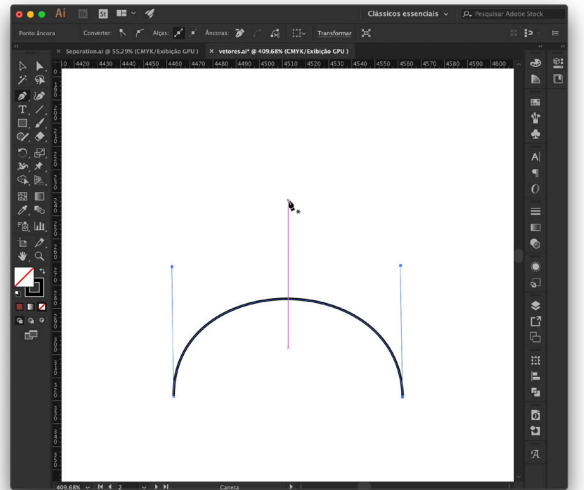 Ai Br St Clássicos essenciais Pesquisar Adobe Stock
Ponto âncora Converter: Alças: Âncoras: Transformar
× Separation.ai @ 55,29% (CMYK/Exibição GPU ) × vetores.ai* @ 409,68% (CMYK/Exibição GPU )
4420 4430 4440 4450 4460 4470 4480 4490 4500 4510 4520 4530 4540 4550 4560 4570 4580 4590 4600
409,68% 2 Caneta